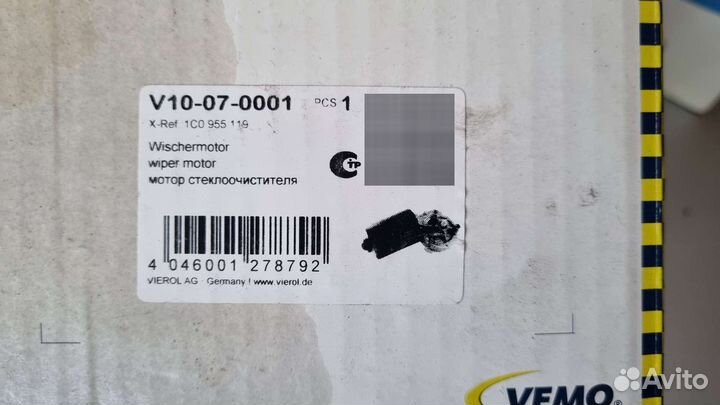 V10-07-0001 PCS 1
X-Ref. 1C0 955 119
Wischermotor
wiper motor
мотор стеклоочистителя
4 046001 278792
VIEROL AG · Germany | www.vierol.de
VEMO
Avito